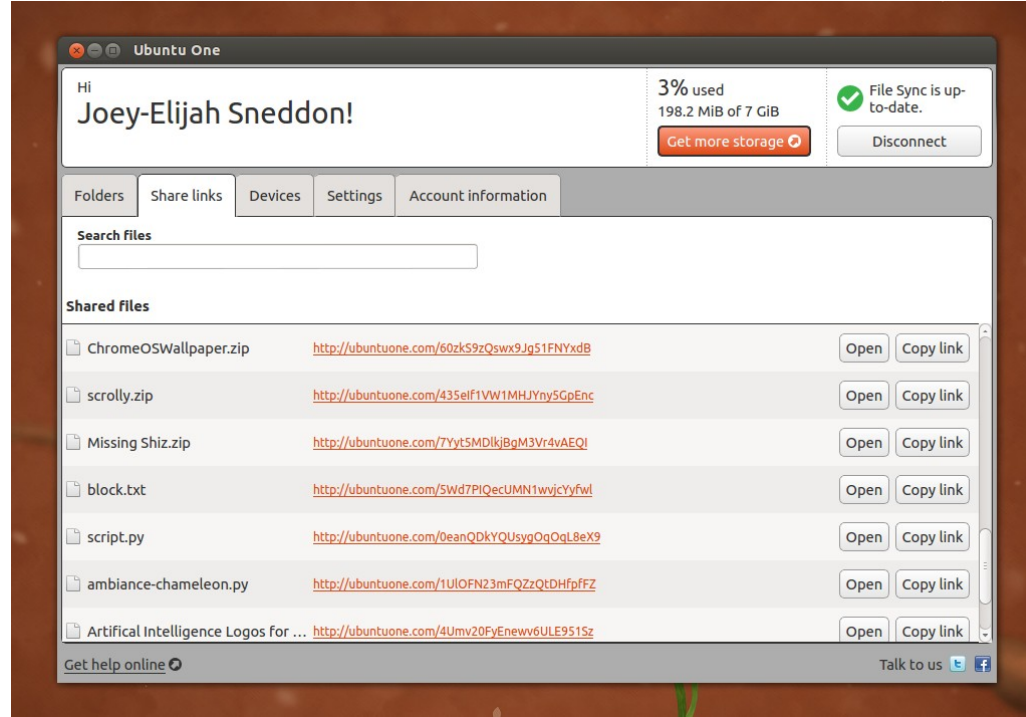 Ubuntu One
Hi
Joey-Elijah Sneddon!
3% used
198.2 MiB of 7 GiB
Get more storage
File Sync is up-
to-date.
Disconnect
Folders Share links Devices Settings Account information
Search files
Shared files
ChromeOSWallpaper.zip http://ubuntuone.com/60zkS9zQswx9Jg51FNYxdB Open Copy link
scrolly.zip http://ubuntuone.com/435eIf1VW1MHJYny5GpEnc Open Copy link
Missing Shiz.zip http://ubuntuone.com/7Yyt5MDlkjBgM3Vr4vAEQI Open Copy link
block.txt http://ubuntuone.com/5Wd7PIQecUMN1wvjcYyfwl Open Copy link
script.py http://ubuntuone.com/0eanQDkYQUsygOqOqL8eX9 Open Copy link
ambiance-chameleon.py http://ubuntuone.com/1UlOFN23mFQZzQtDHfpfFZ Open Copy link
Artifical Intelligence Logos for ... http://ubuntuone.com/4Umv20FyEnewv6ULE951Sz Open Copy link
Get help online Talk to us